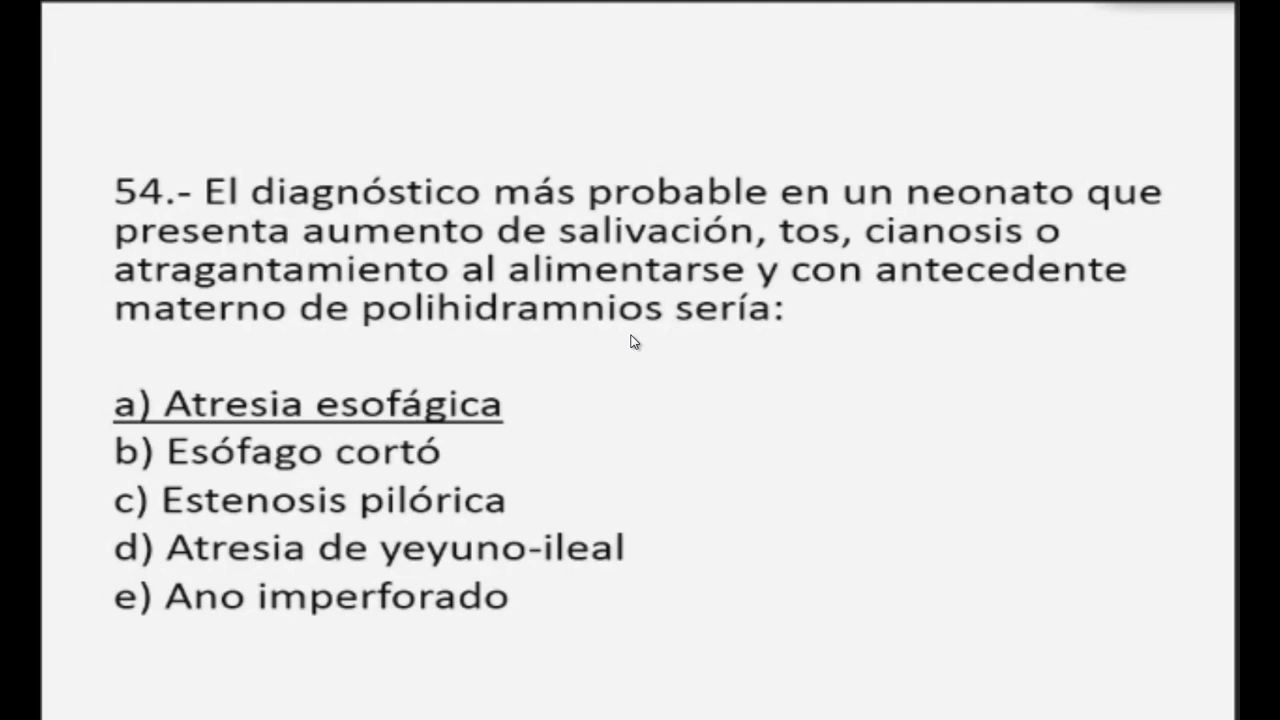 54.- El diagnóstico más probable en un neonato que
presenta aumento de salivación, tos, cianosis o
atragantamiento al alimentarse y con antecedente
materno de polihidramnios sería:
a) Atresia esofágica
b) Esófago cortó
c) Estenosis pilórica
d) Atresia de yeyuno-ileal
e) Ano imperforado